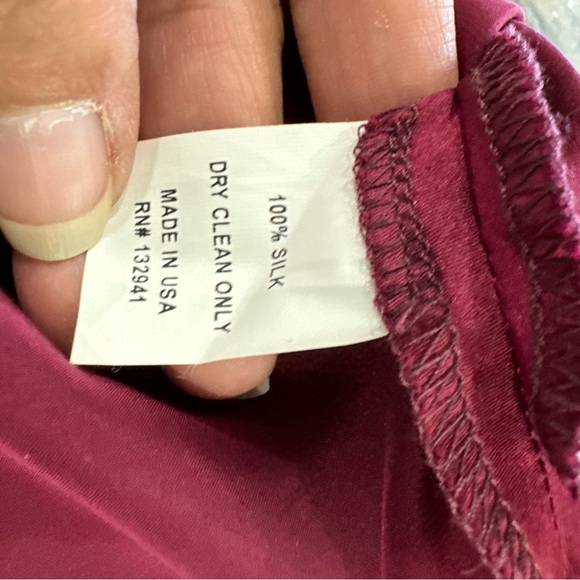 100% SILK
DRY CLEAN ONLY
MADE IN USA
RN# 132941